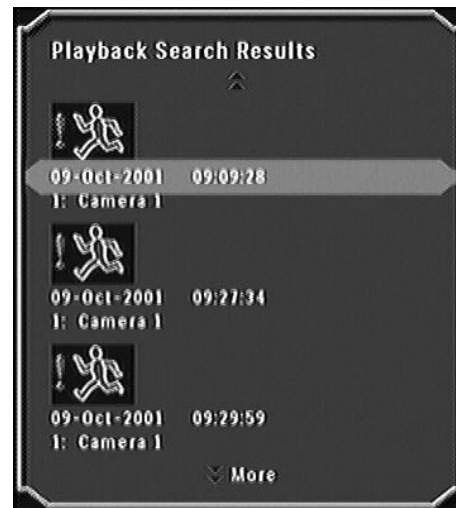 Playback Search Results
!
09-Oct-2001 09:09:28
1: Camera 1
!
09-Oct-2001 09:27:34
1: Camera 1
!
09-Oct-2001 09:29:59
1: Camera 1
More